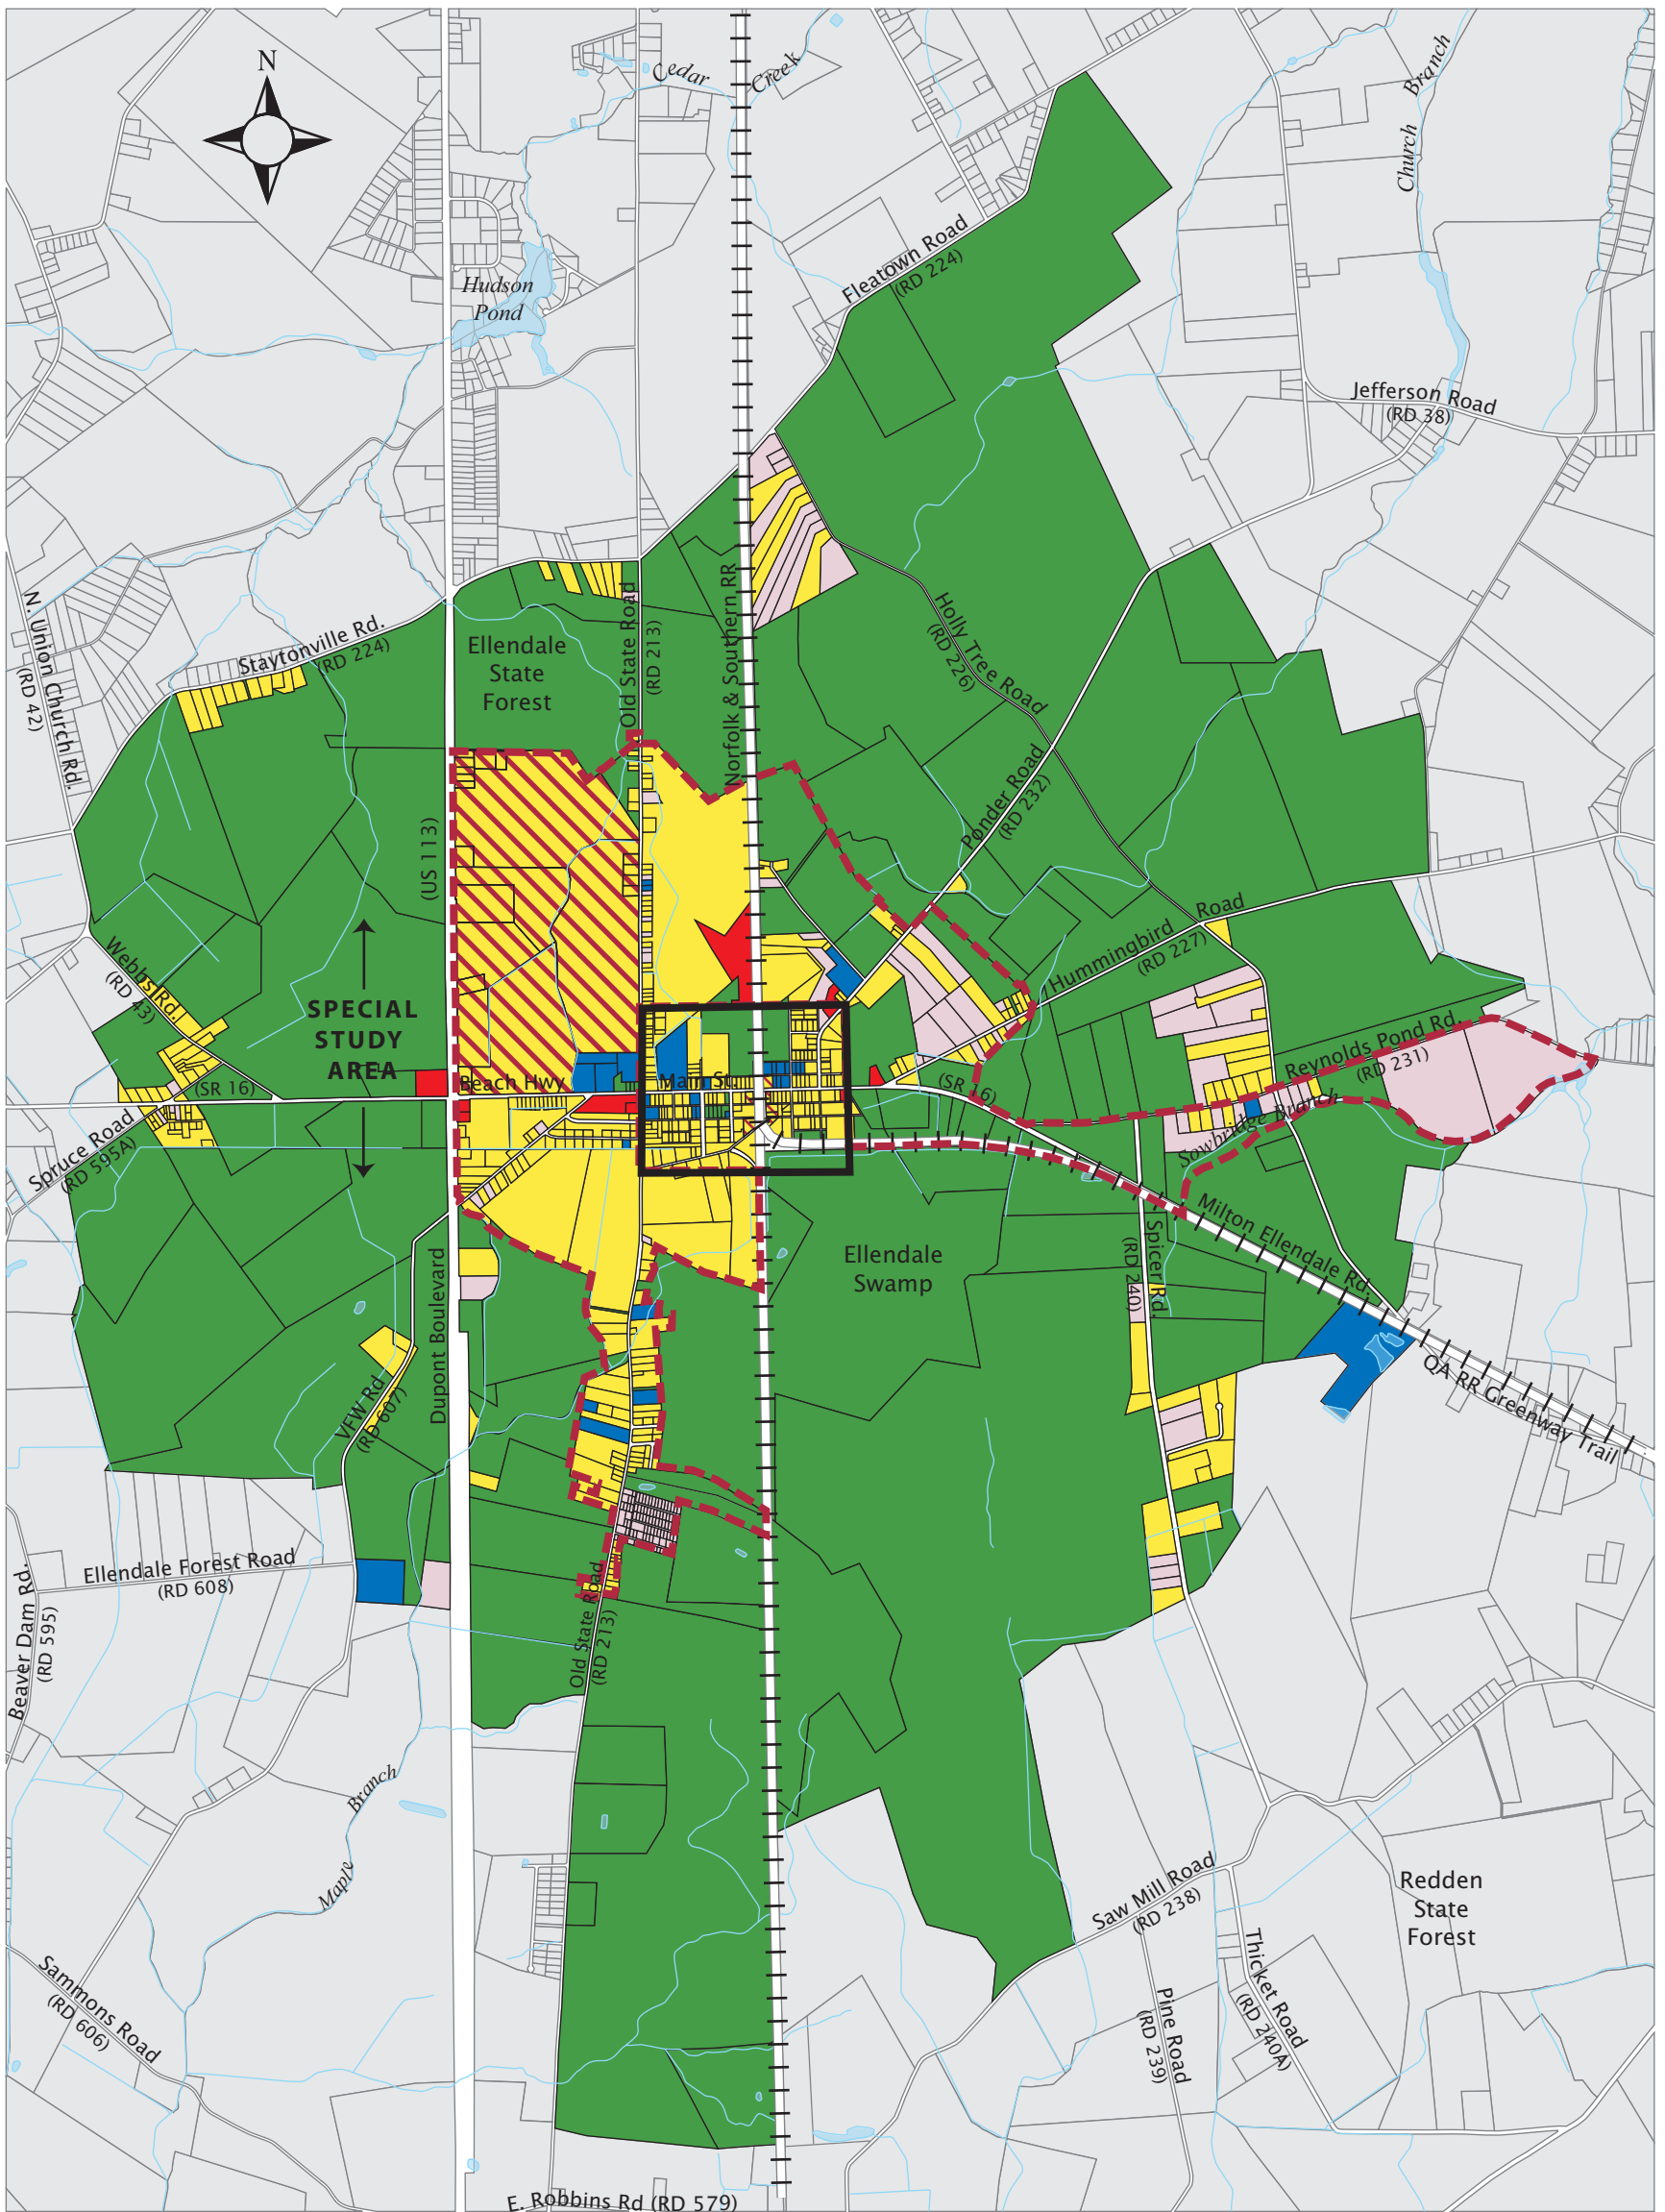 N
Cedar
Creek
Church
Branch
Hudson
Pond
Fleatown Road
(RD 224)
Jefferson Road
(RD 38)
N. Union Church Rd.
(RD 42)
Staytonville Rd.
(RD 224)
Ellendale
State
Forest
Old State Road
(RD 213)
Norfolk & Southern RR
Holly Tree Road
(RD 226)
Ponder Road
(RD 232)
(US 113)
Hummingbird
Road
(RD 227)
Webbs Rd.
(RD 43)
SPECIAL
STUDY
AREA
(SR 16)
Beach Hwy
Main St.
(SR 16)
Reynolds Pond Rd.
(RD 231)
Sowbridge Branch
Spruce Road
(RD 595A)
Milton Ellendale Rd.
Spicer Rd.
(RD 240)
Ellendale
Swamp
Dupont Boulevard
VFW Rd
(RD 607)
QA RR Greenway Trail
Ellendale Forest Road
(RD 608)
Beaver Dam Rd.
(RD 595)
Old State Road
(RD 213)
Branch
Maple
Saw Mill Road
(RD 238)
Redden
State
Forest
Thicket Road
(RD 240A)
Pine Road
(RD 239)
Sammons Road
(RD 606)
E. Robbins Rd (RD 579)